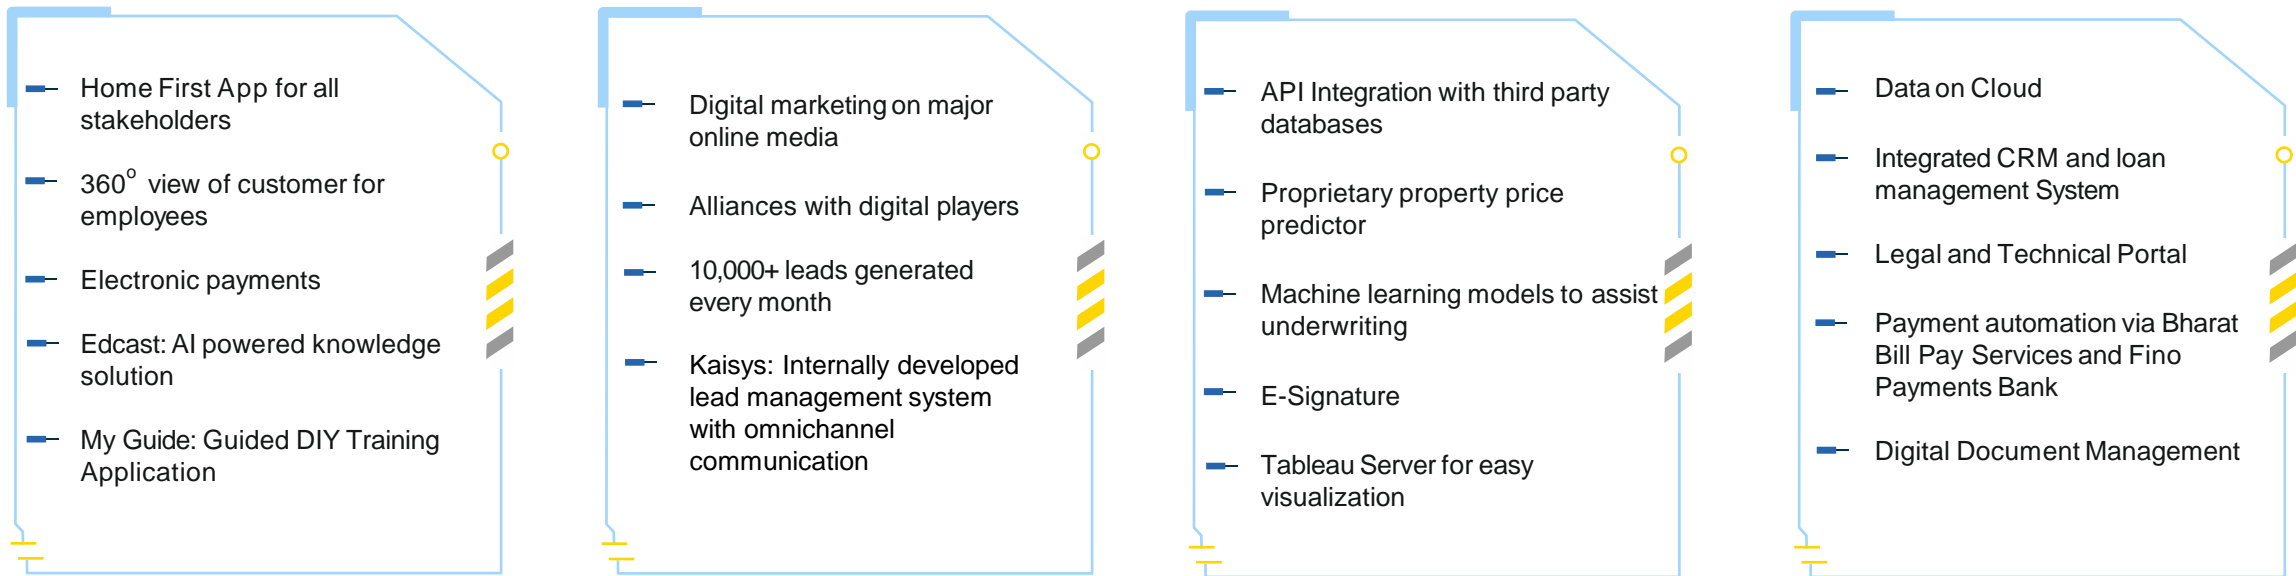 Home First App for all
stakeholders
360° view of customer for
employees
Electronic payments
Edcast: AI powered knowledge
solution
My Guide: Guided DIY Training
Application
Digital marketing on major
online media
Alliances with digital players
10,000+ leads generated
every month
Kaisys: Internally developed
lead management system
with omnichannel
communication
API Integration with third party
databases
Proprietary property price
predictor
Machine learning models to assist
underwriting
E-Signature
Tableau Server for easy
visualization
Data on Cloud
Integrated CRM and loan
management System
Legal and Technical Portal
Payment automation via Bharat
Bill Pay Services and Fino
Payments Bank
Digital Document Management